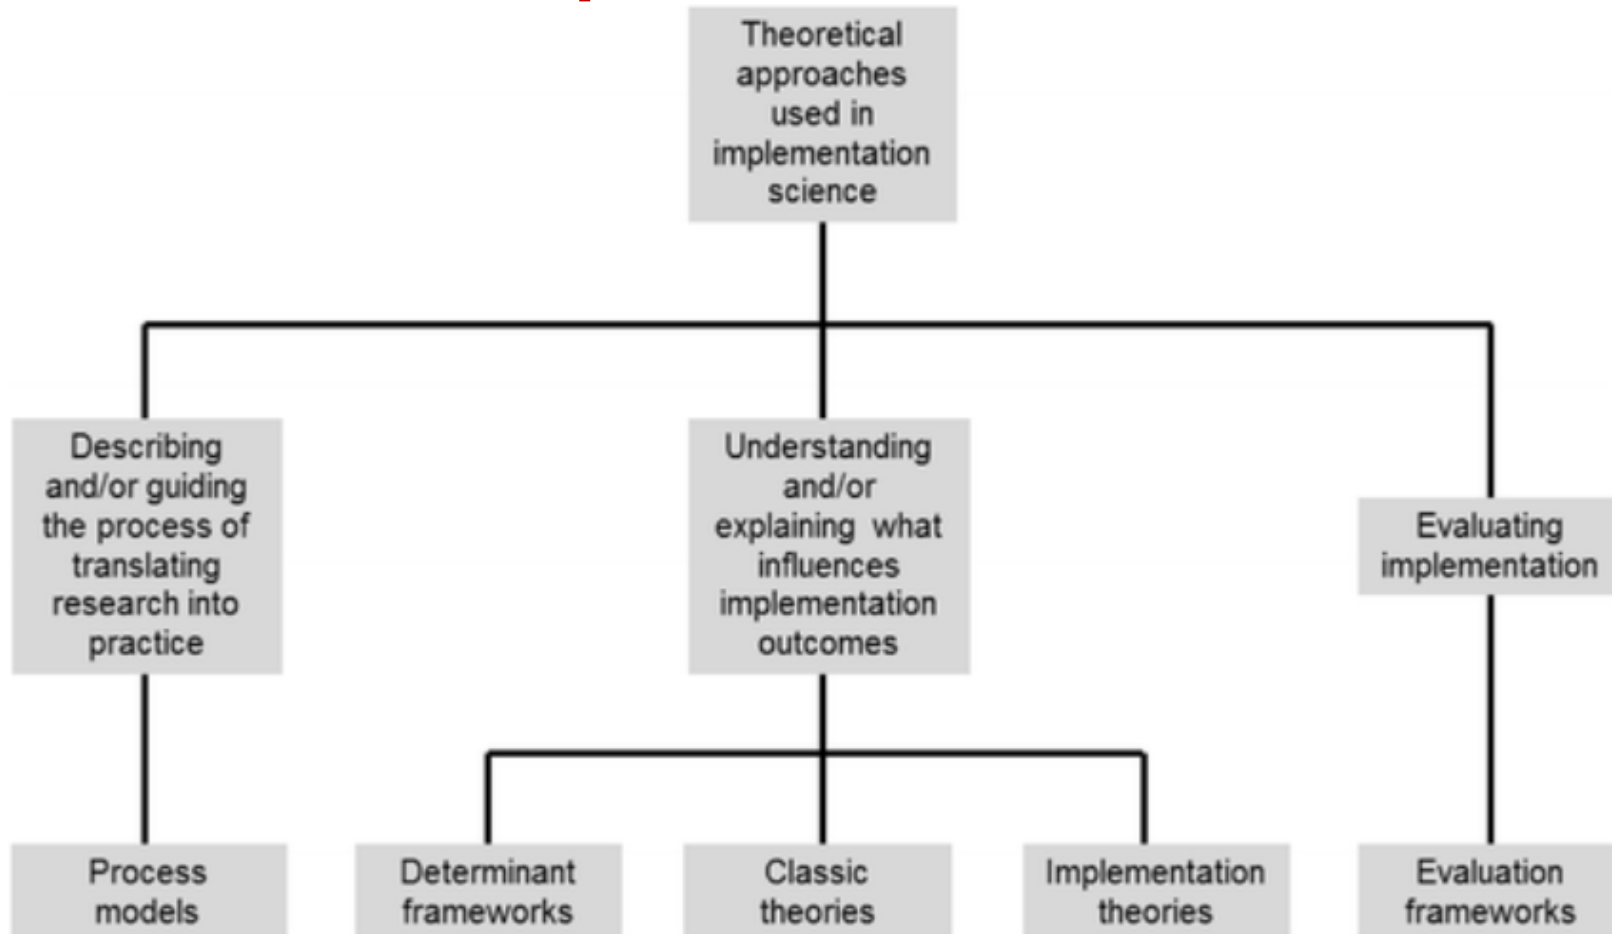 Theoretical
approaches
used in
implementation
science
Describing
and/or guiding
the process of
translating
research into
practice
Understanding
and/or
explaining what
influences
implementation
outcomes
Evaluating
implementation
Process
models
Determinant
frameworks
Classic
theories
Implementation
theories
Evaluation
frameworks